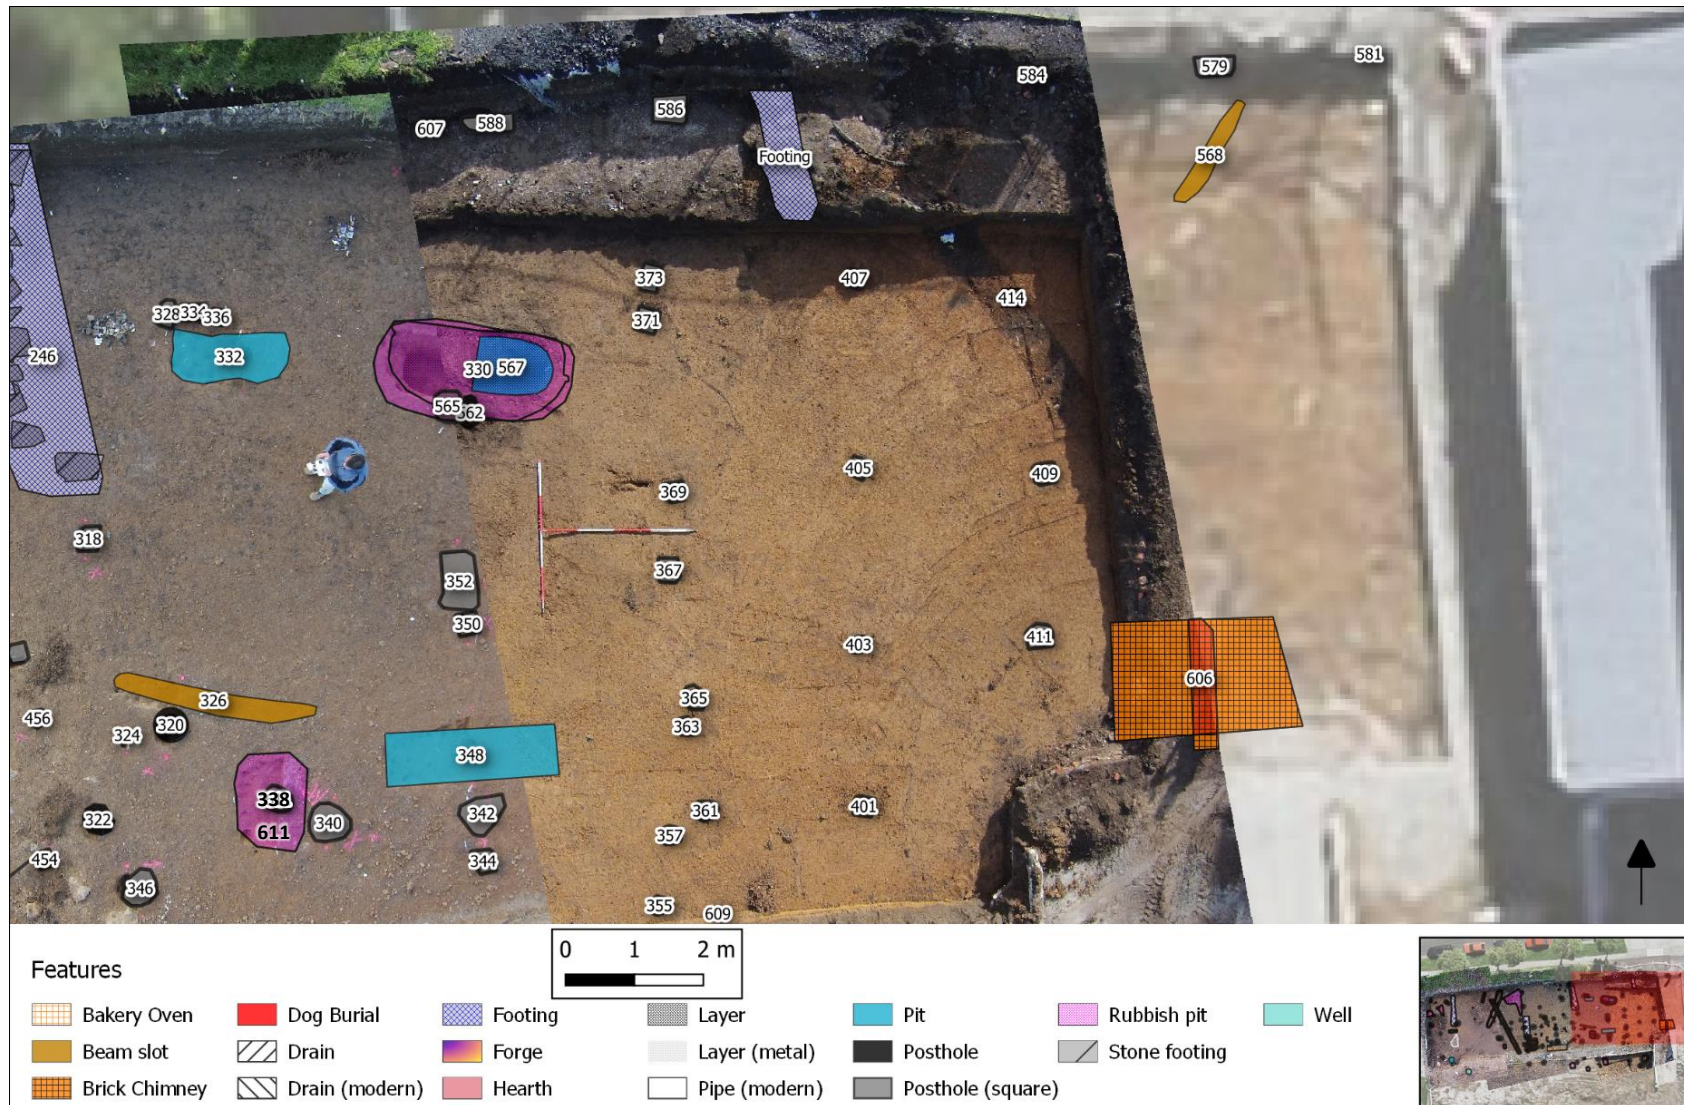 581
579
584
586
588
607
Footing
568
373
407
414
371
328
334
336
246
332
330
567
565
562
405
409
369
318
367
352
350
411
403
606
365
326
456
320
363
324
348
338
361
401
342
322
340
611
357
454
344
346
355
609
0 1 2 m
Features
Bakery Oven
Dog Burial
Footing
Layer
Pit
Rubbish pit
Well
Beam slot
Drain
Forge
Layer (metal)
Posthole
Stone footing
Brick Chimney
Drain (modern)
Hearth
Pipe (modern)
Posthole (square)